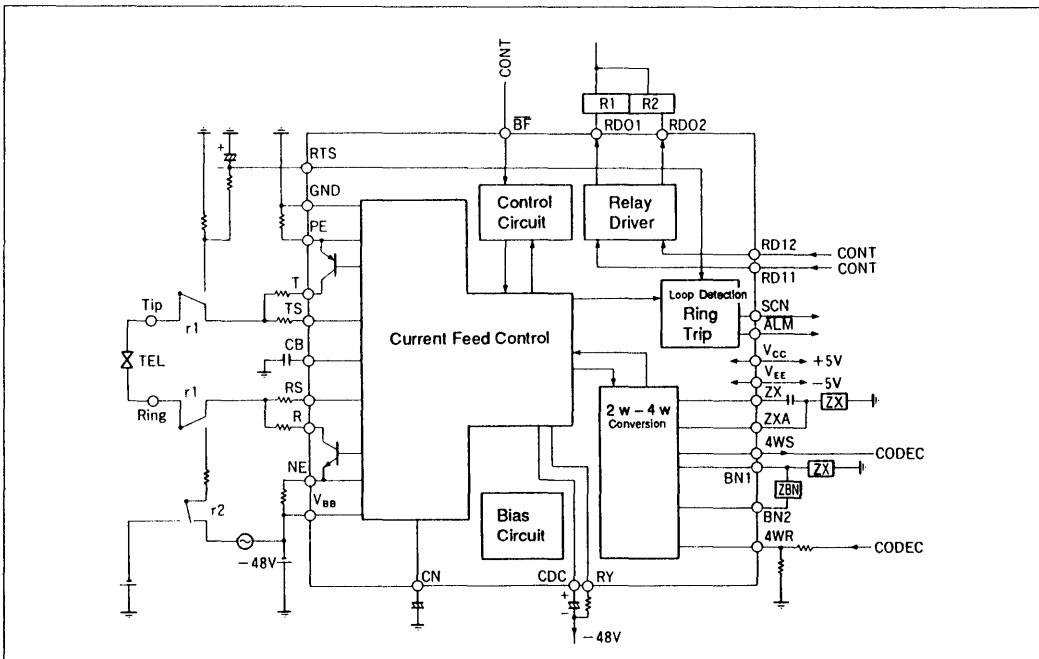 CONT
R1 R2
BF RDO1 RDO2
RTS
GND
PE
Control
Circuit
Relay
Driver
RD12 CONT
RD11 CONT
T
Tip
r1
TS
Loop Detection
Ring
Trip
SCN
ALM
Current Feed Control
CB
TEL
VCC +5V
VEE −5V
r1
RS
Ring
R
2w–4w
Conversion
ZX ZX
ZXA
4WS CODEC
NE
BN1 ZX
ZBN
VBB
BN2
r2
Bias
Circuit
4WR CODEC
−48V
CN CDC RY
+
−
−48V
+
−